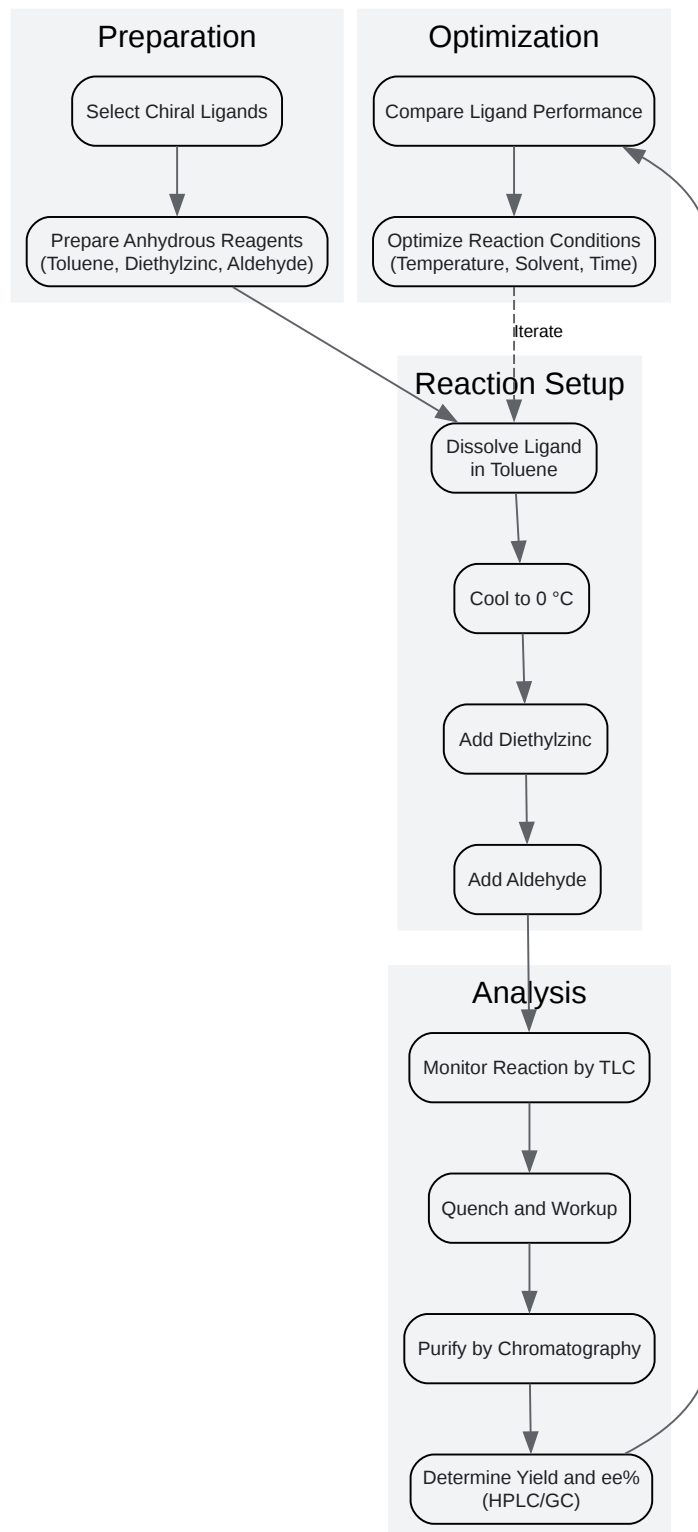 Preparation
Select Chiral Ligands
Prepare Anhydrous Reagents
(Toluene, Diethylzinc, Aldehyde)
Optimization
Compare Ligand Performance
Optimize Reaction Conditions
(Temperature, Solvent, Time)
Iterate
Reaction Setup
Dissolve Ligand
in Toluene
Cool to 0 °C
Add Diethylzinc
Add Aldehyde
Analysis
Monitor Reaction by TLC
Quench and Workup
Purify by Chromatography
Determine Yield and ee%
(HPLC/GC)